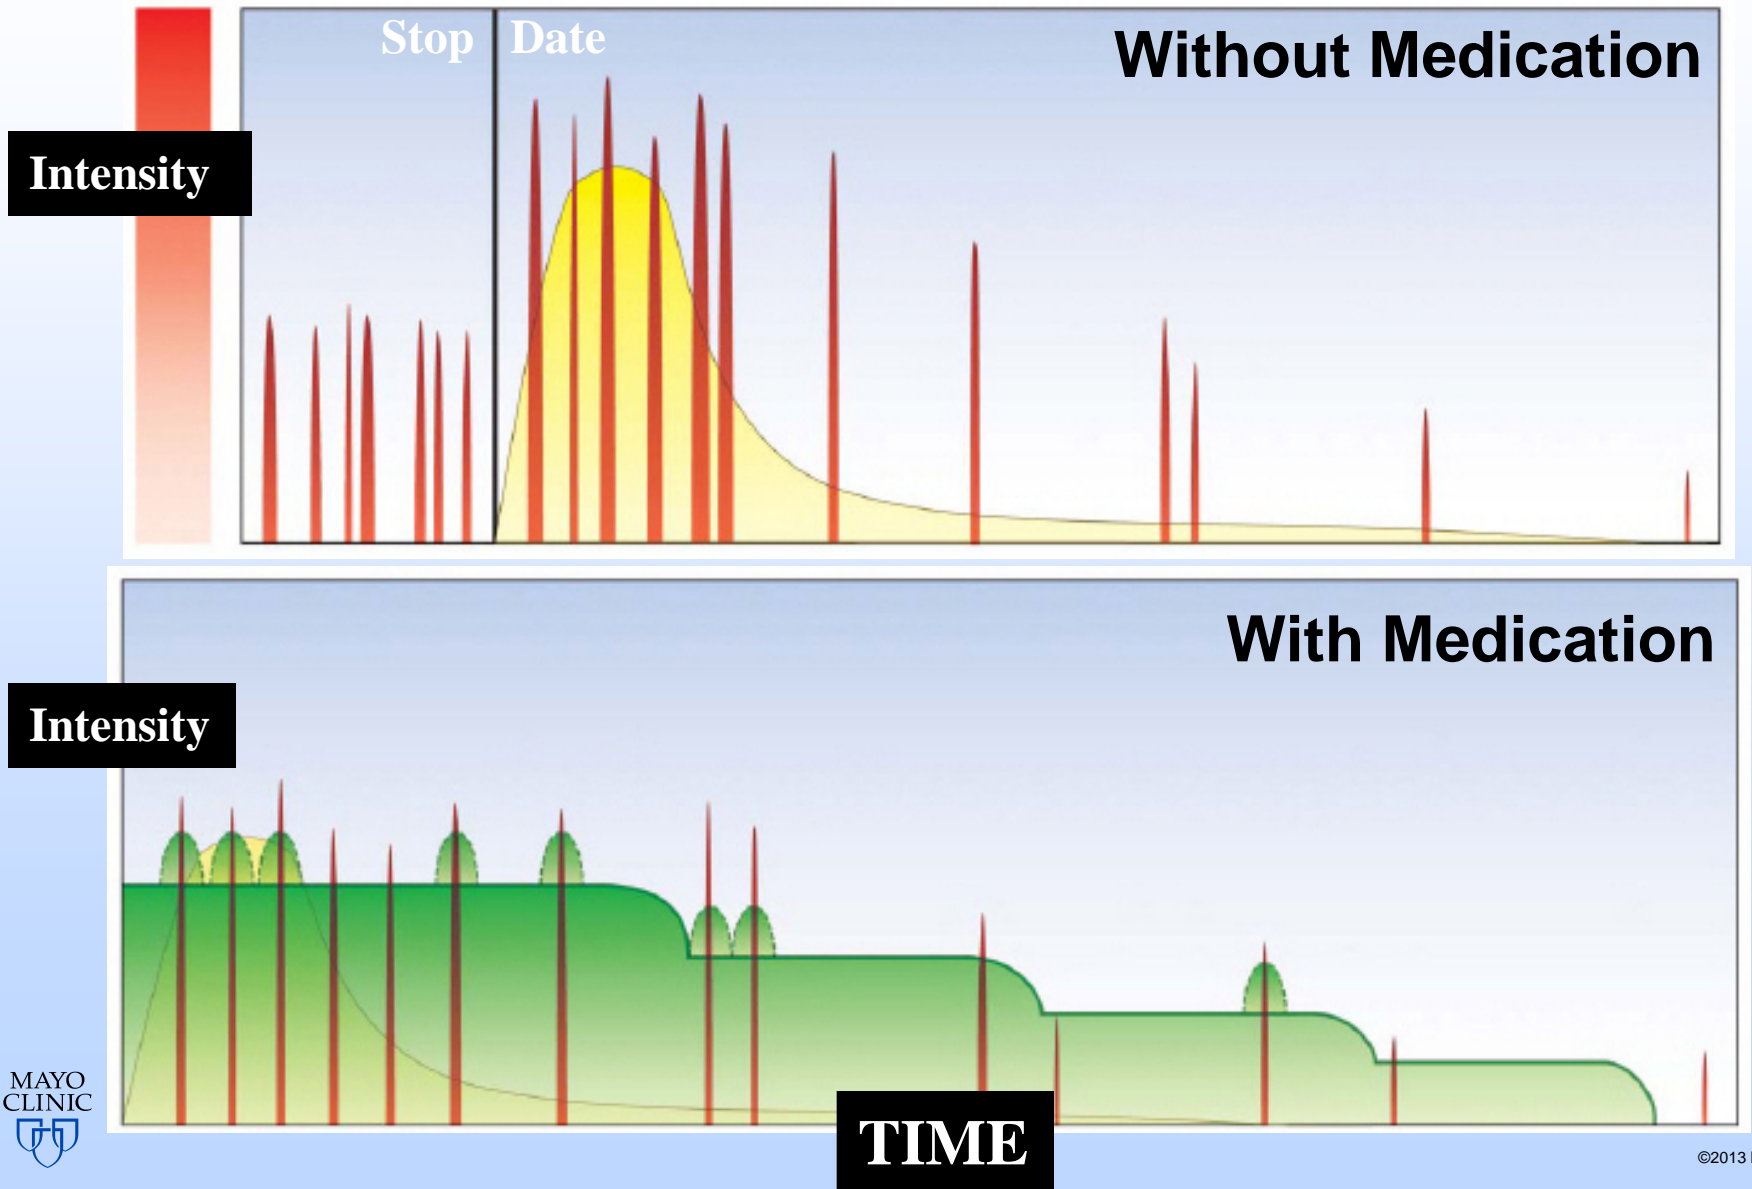 Stop Date
Without Medication
Intensity
With Medication
Intensity
MAYO
CLINIC
TIME
©2013